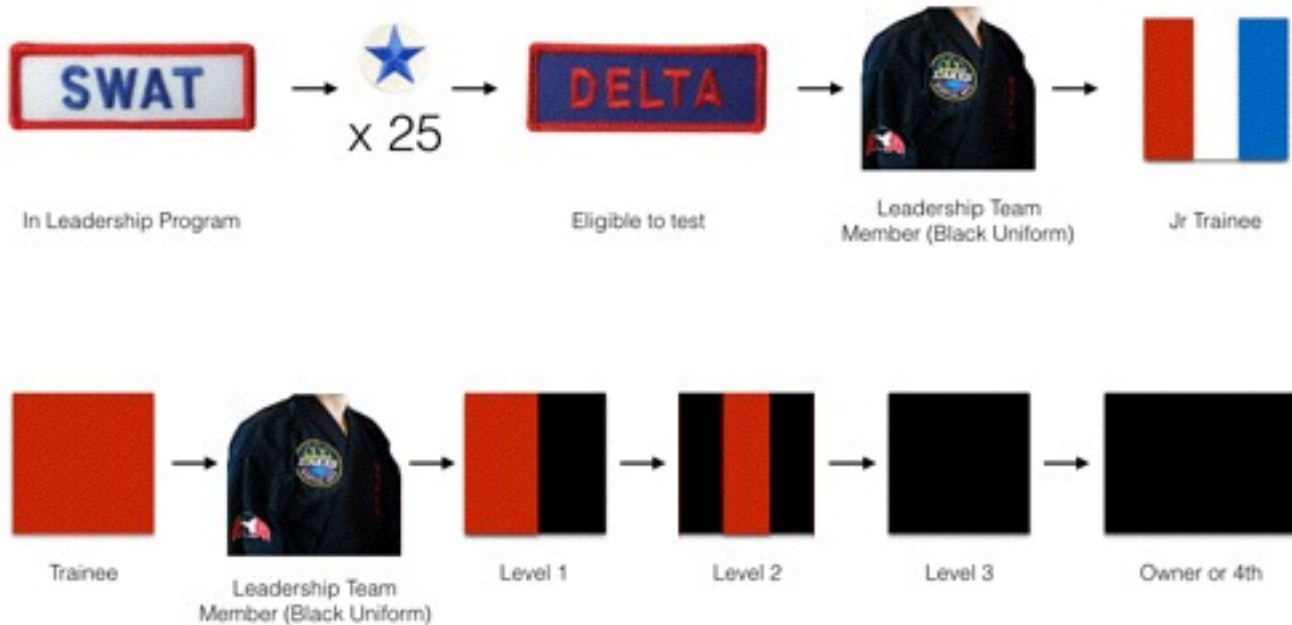 SWAT
x 25
DELTA
In Leadership Program
Eligible to test
Leadership Team
Member (Black Uniform)
Jr Trainee
Trainee
Leadership Team
Member (Black Uniform)
Level 1
Level 2
Level 3
Owner or 4th